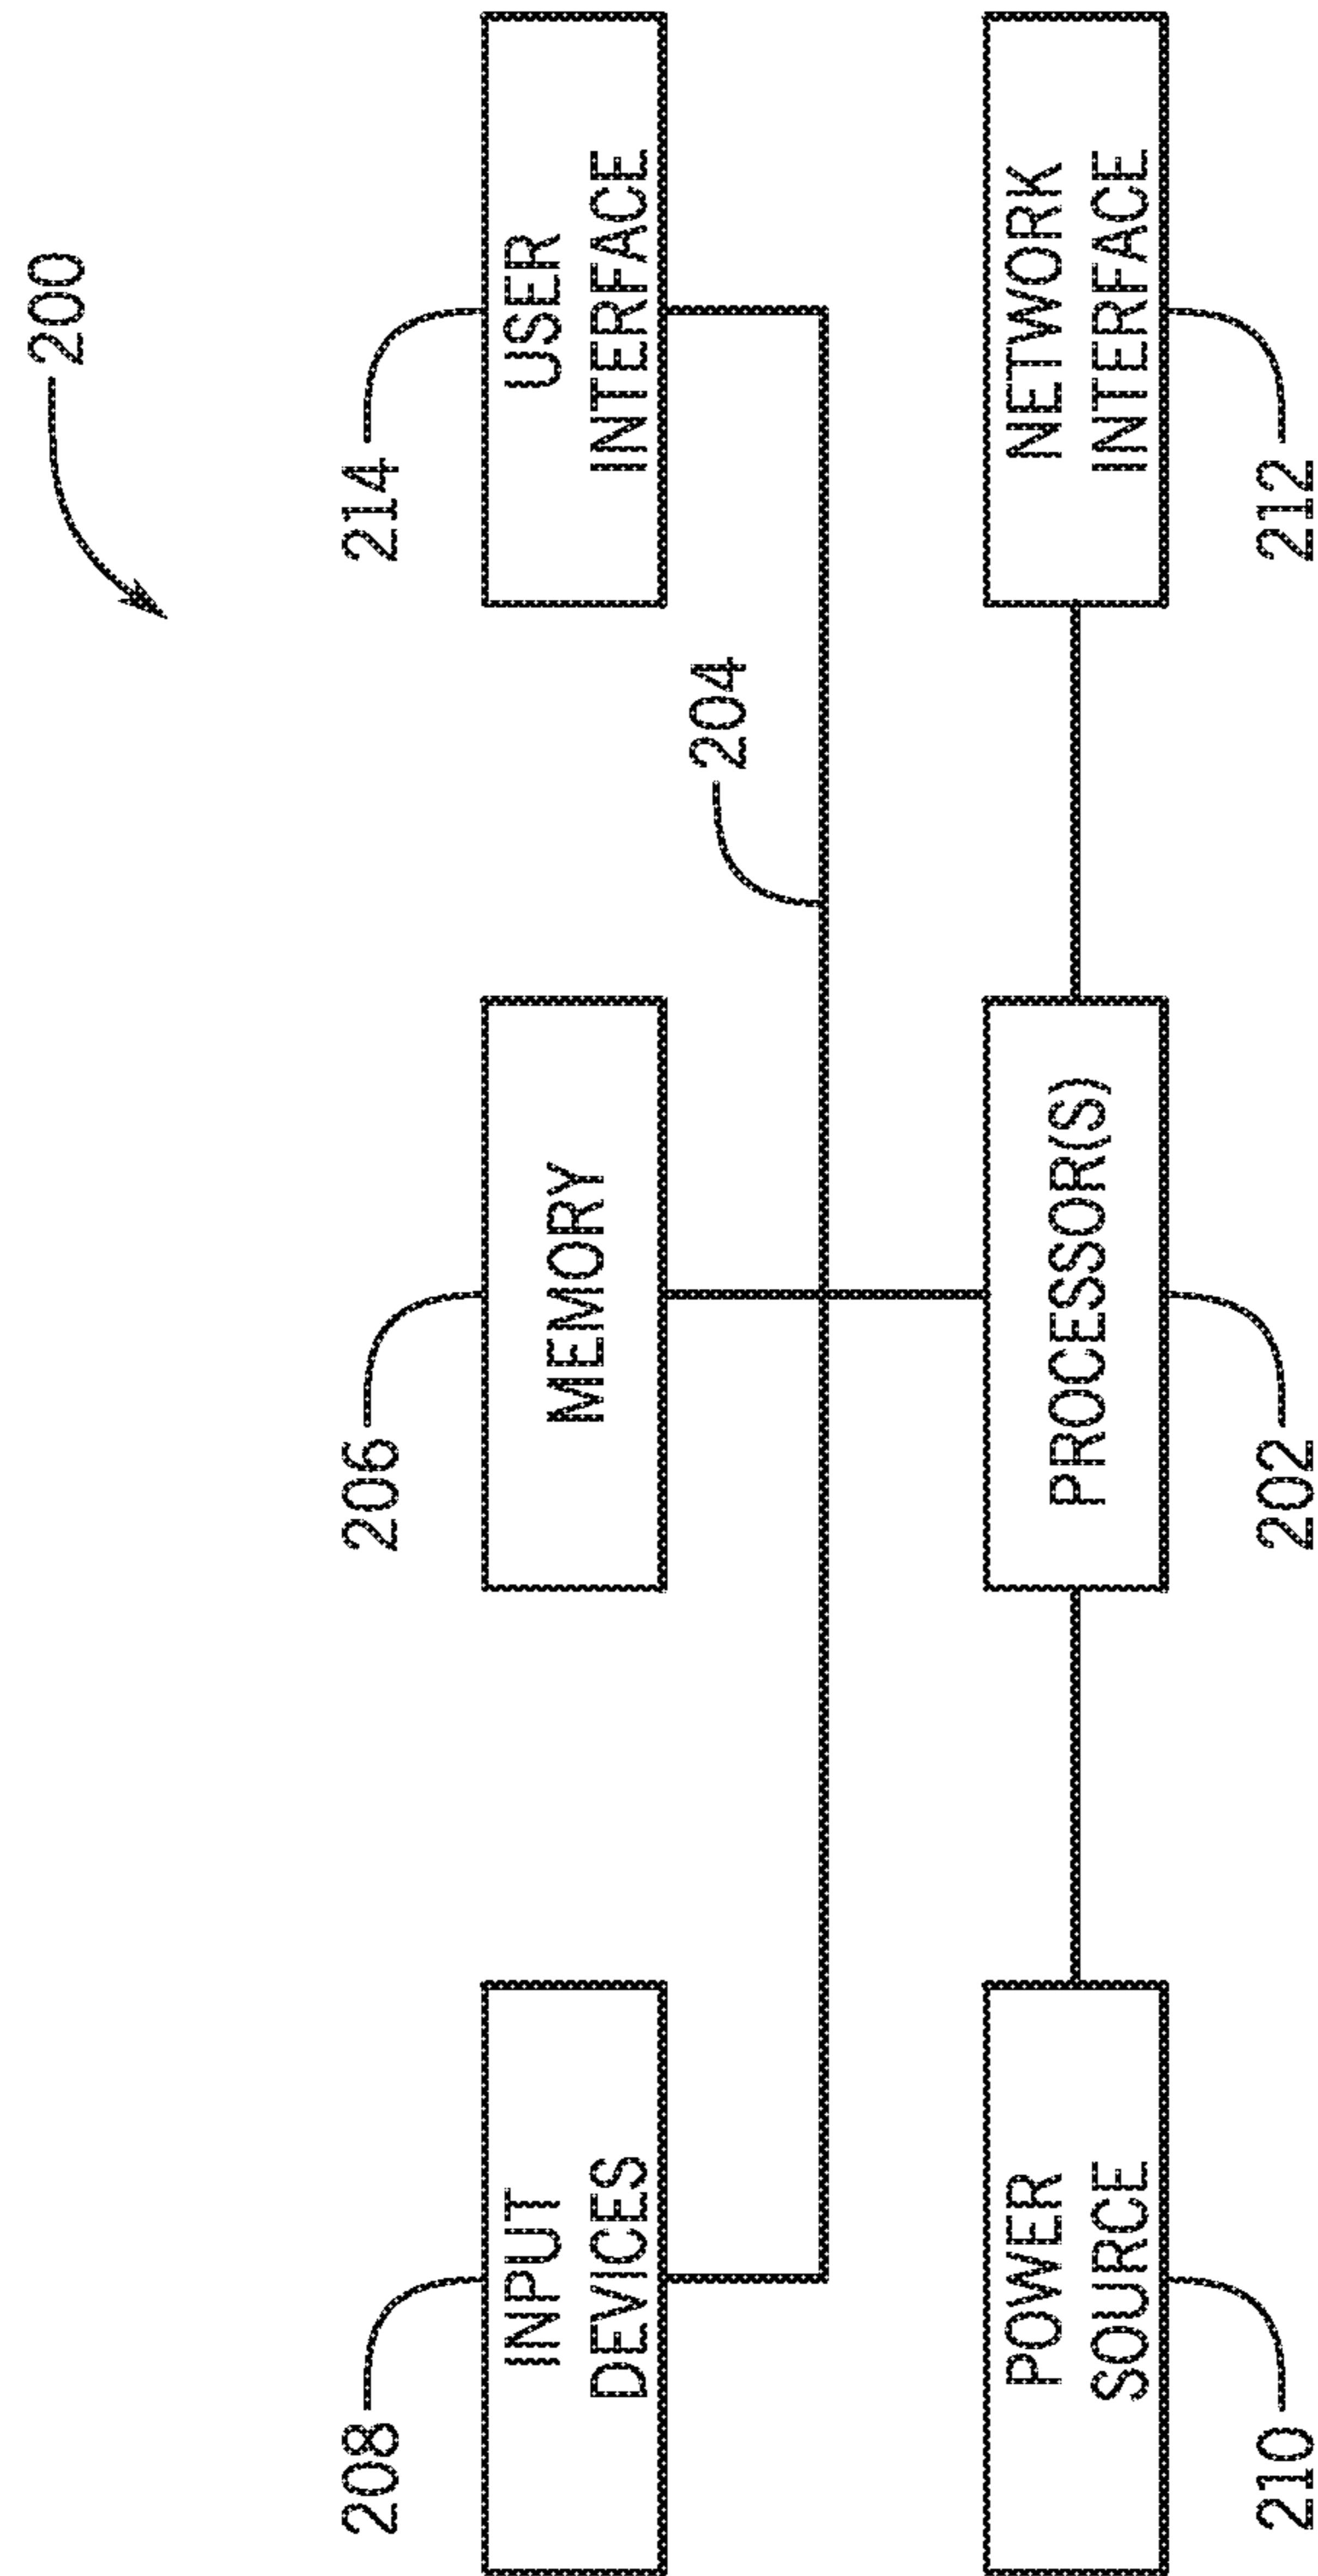 200
208
206
214
INPUT
DEVICES
MEMORY
USER
INTERFACE
204
POWER
SOURCE
PROCESSOR(S)
NETWORK
INTERFACE
210
202
212